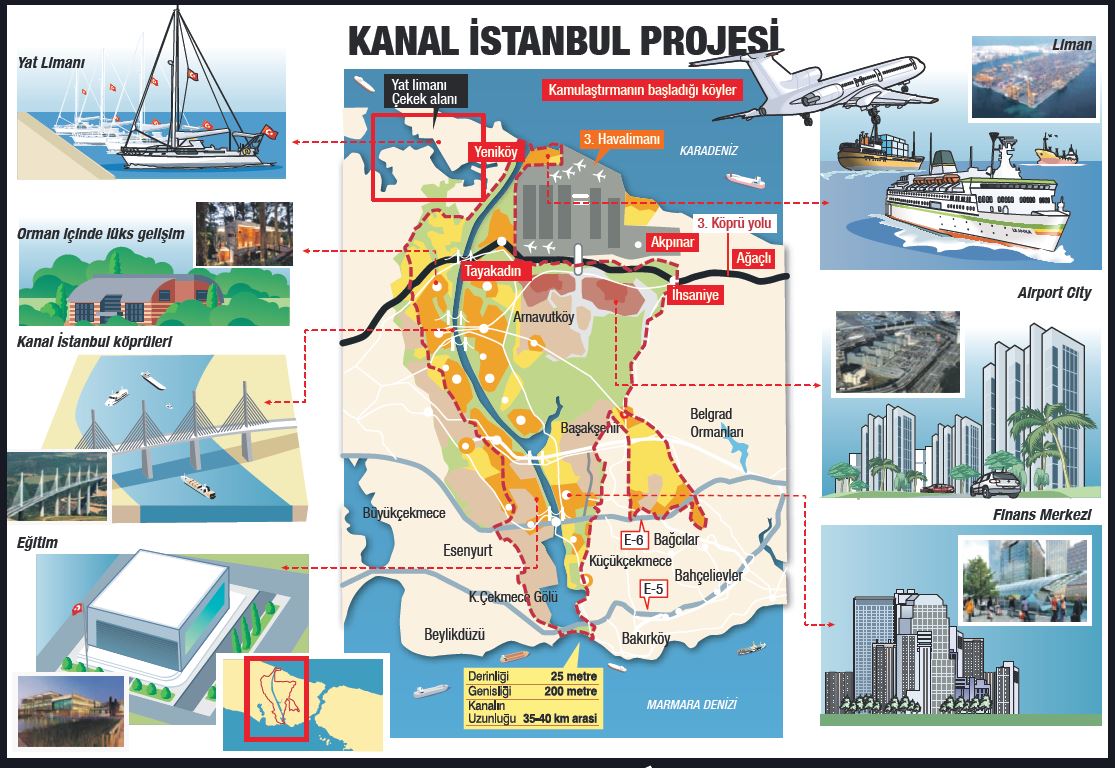 KANAL İSTANBUL PROJESİ
Yat Limanı
Yat limanı
Çekek alanı
Kamulaştırmanın başladığı köyler
Liman
Yeniköy
3. Havalimanı
KARADENİZ
Orman içinde lüks gelişim
3. Köprü yolu
Akpınar
Ağaçlı
Tayakadın
İhsaniye
Airport City
Arnavutköy
Kanal İstanbul köprüleri
Başakşehir
Belgrad
Ormanları
Büyükçekmece
Finans Merkezi
Eğitim
Esenyurt
E-6
Bağcılar
Küçükçekmece
Bahçelievler
E-5
K.Çekmece Gölü
Beylikdüzü
Bakırköy
Derinliği 25 metre
Genisliği 200 metre
Kanalın
Uzunluğu 35-40 km arasi
MARMARA DENİZİ